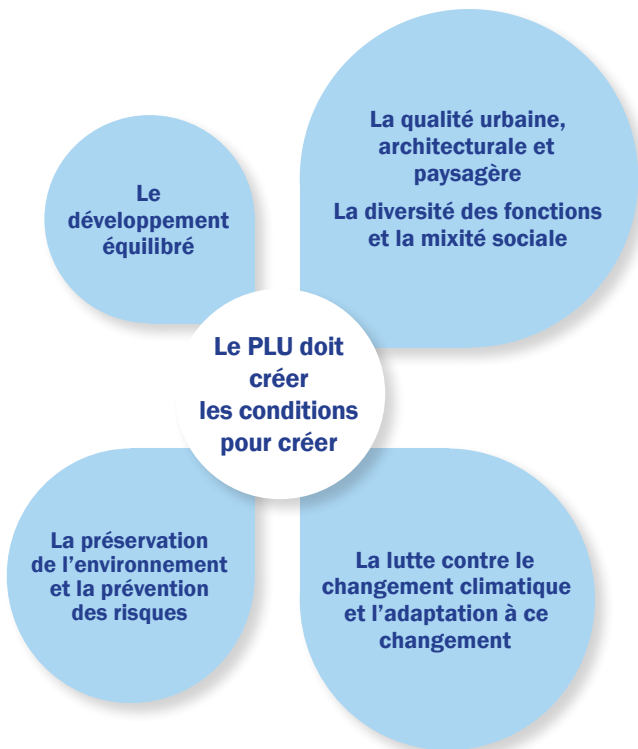 Le
développement
équilibré
La qualité urbaine,
architecturale et
paysagère
La diversité des fonctions
et la mixité sociale
Le PLU doit
créer
les conditions
pour créer
La préservation
de l’environnement
et la prévention
des risques
La lutte contre le
changement climatique
et l’adaptation à ce
changement